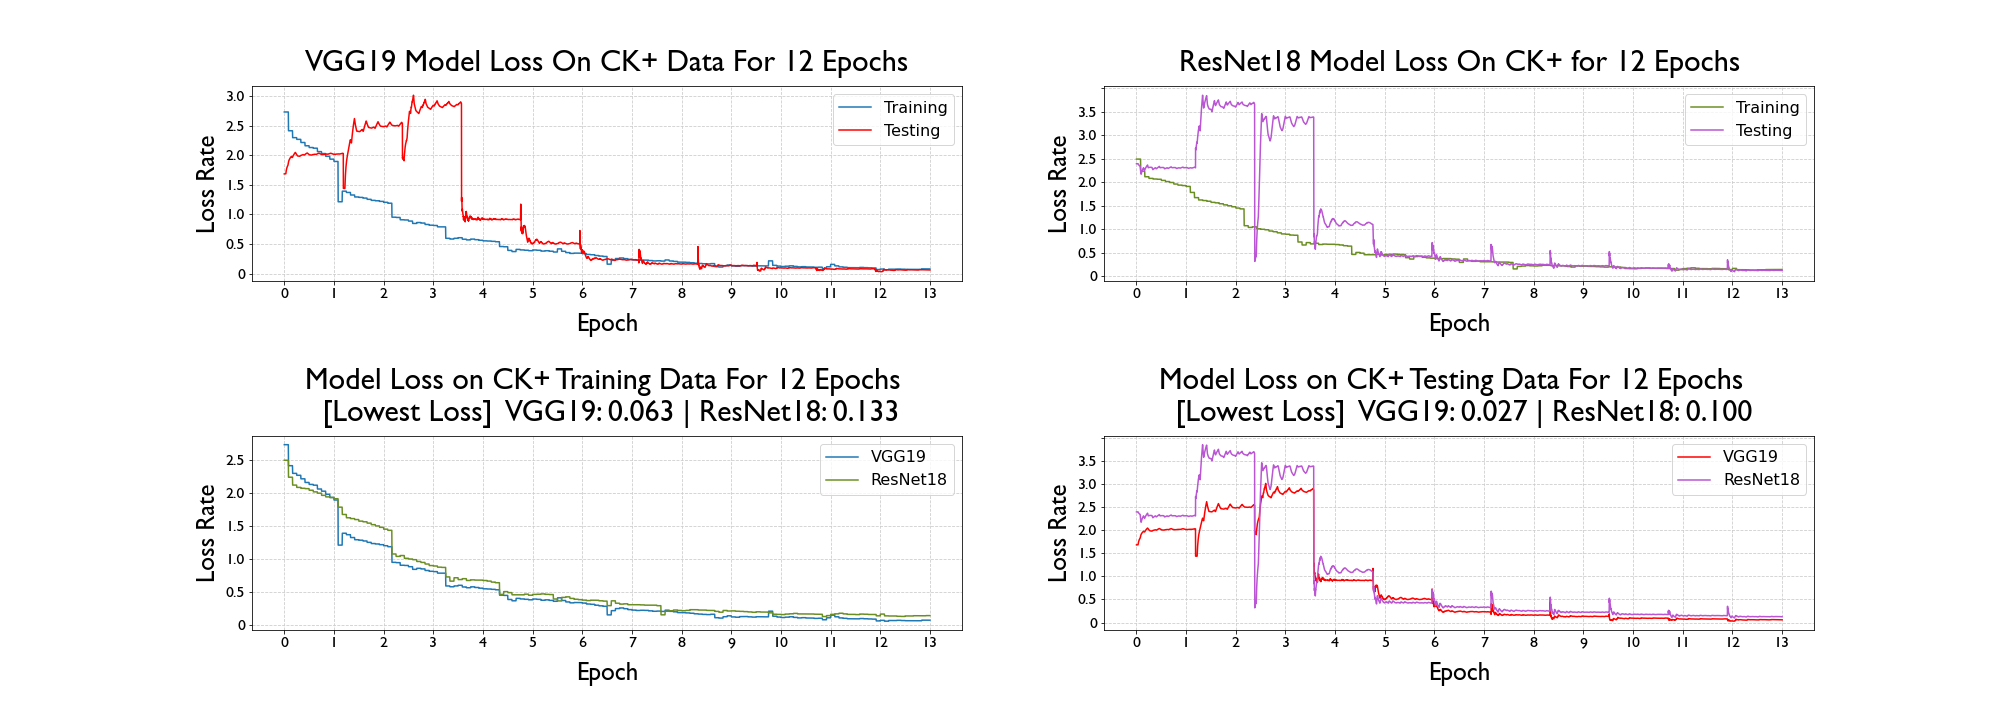 VGG19 Model Loss On CK+ Data For 12 Epochs
Loss Rate
3.0
2.5
2.0
1.5
1.0
0.5
0
Training
Testing
0 1 2 3 4 5 6 7 8 9 10 11 12 13
Epoch
ResNet18 Model Loss On CK+ for 12 Epochs
Loss Rate
3.5
3.0
2.5
2.0
1.5
1.0
0.5
0
Training
Testing
0 1 2 3 4 5 6 7 8 9 10 11 12 13
Epoch
Model Loss on CK+ Training Data For 12 Epochs
[Lowest Loss] VGG19: 0.063 | ResNet18: 0.133
Loss Rate
2.5
2.0
1.5
1.0
0.5
0
VGG19
ResNet18
0 1 2 3 4 5 6 7 8 9 10 11 12 13
Epoch
Model Loss on CK+ Testing Data For 12 Epochs
[Lowest Loss] VGG19: 0.027 | ResNet18: 0.100
Loss Rate
3.5
3.0
2.5
2.0
1.5
1.0
0.5
0
VGG19
ResNet18
0 1 2 3 4 5 6 7 8 9 10 11 12 13
Epoch